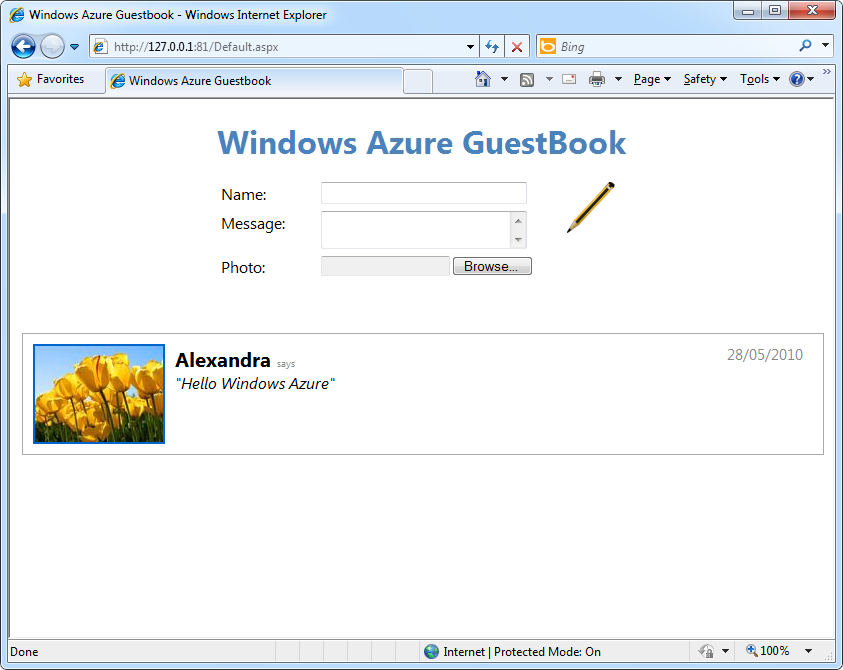 Windows Azure Guestbook - Windows Internet Explorer
http://127.0.0.1:81/Default.aspx
Bing
Favorites
Windows Azure Guestbook
Page
Safety
Tools
»
Windows Azure GuestBook
Name:
Message:
Photo:
Browse...
Alexandra says
28/05/2010
"Hello Windows Azure"
Done
Internet | Protected Mode: On
100%